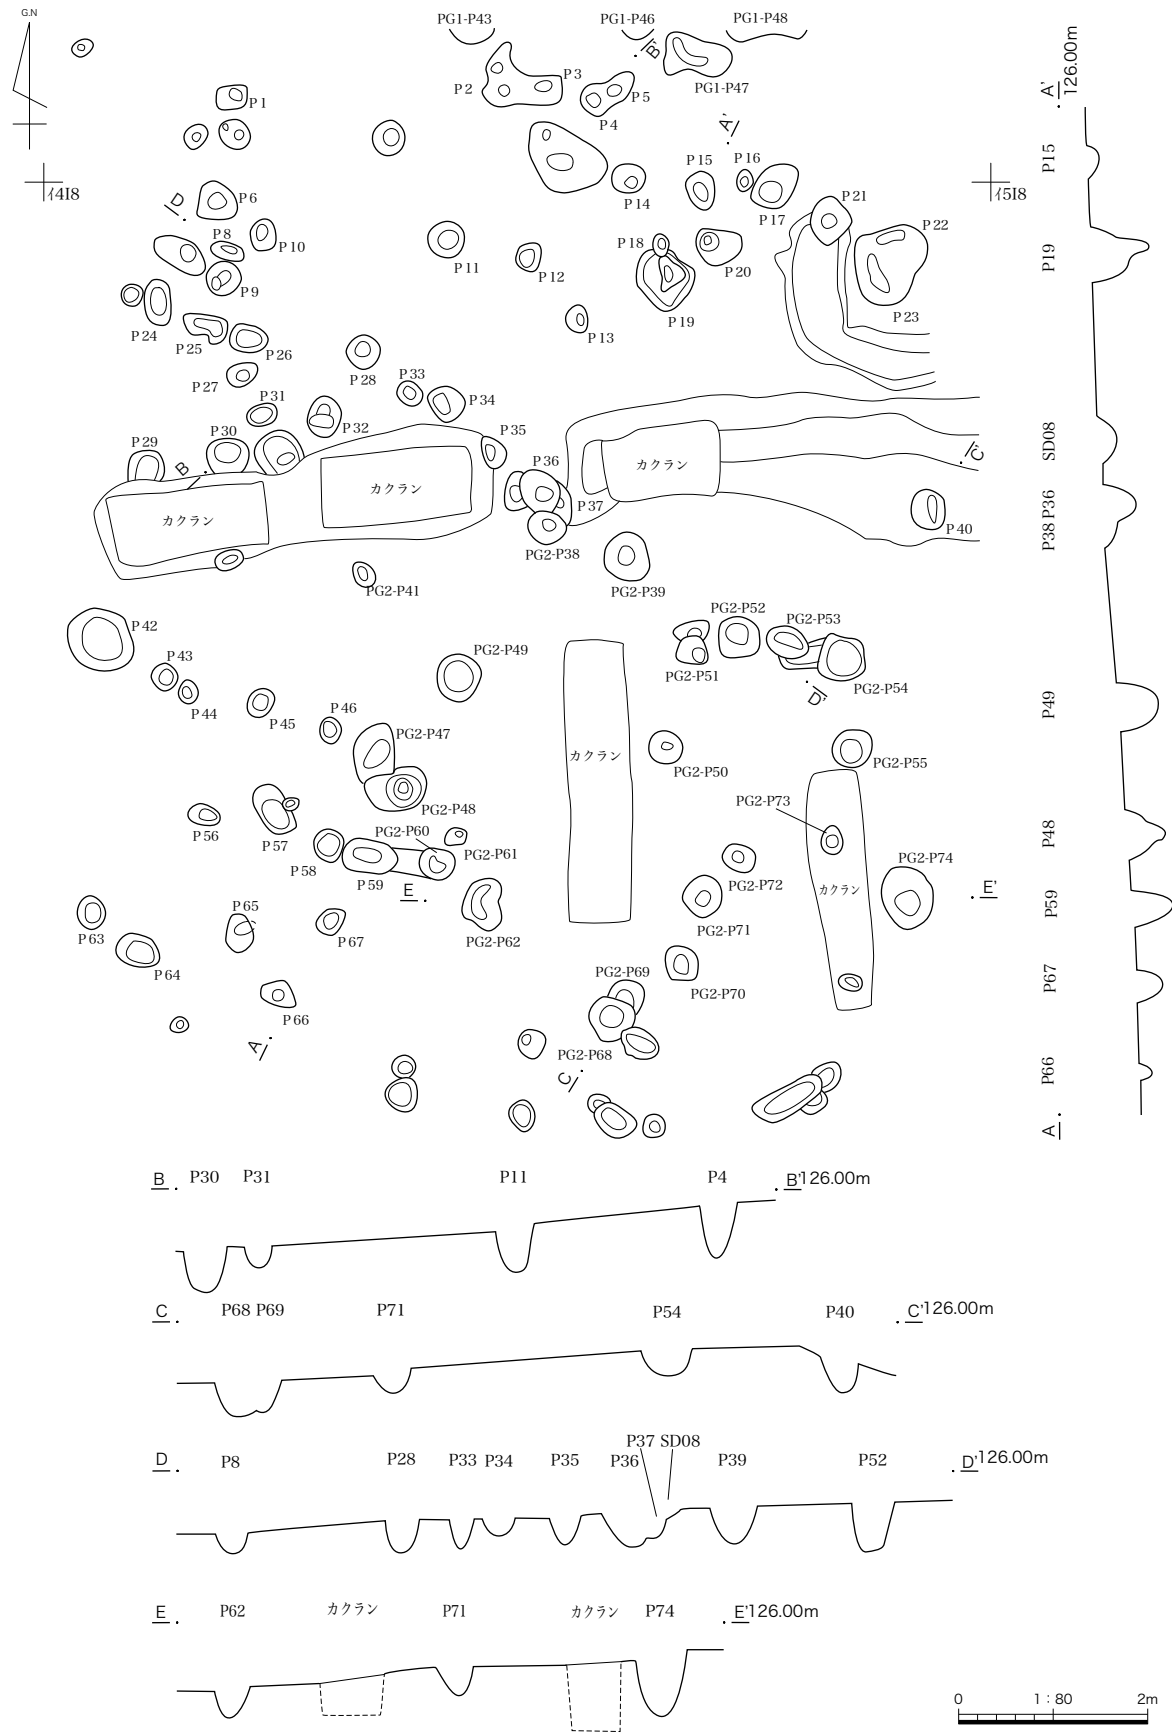 G.N
PG1-P43
PG1-P46
PG1-P48
B'
P2
P3
PG1-P47
P1
P5
P4
A'
ｲ4I8
P15
P16
ｲ5I8
D
P6
P14
P17
P21
P8
P10
P18
P22
P11
P12
P20
P9
P19
P23
P24
P25
P26
P13
P27
P28
P33
P31
P34
P32
P29
P30
P35
B
P36
カクラン
カクラン
カクラン
C'
P37
P40
PG2-P38
PG2-P41
PG2-P39
P42
PG2-P52
PG2-P53
P43
PG2-P49
PG2-P51
P44
PG2-P54
D'
P45
P46
PG2-P47
カクラン
PG2-P50
PG2-P55
PG2-P48
PG2-P73
P56
P57
PG2-P60
PG2-P61
PG2-P74
P58
P59
PG2-P72
カクラン
E
E'
P63
P65
P67
PG2-P62
PG2-P71
P64
PG2-P69
PG2-P70
P66
A
PG2-P68
C
A'
126.00m
P15
P19
SD08
P36
P38
P49
P48
P59
P67
P66
A
B P30 P31 P11 P4 B' 126.00m
C P68 P69 P71 P54 P40 C' 126.00m
P37 SD08
D P8 P28 P33 P34 P35 P36 P39 P52 D' 126.00m
E P62 カクラン P71 カクラン P74 E' 126.00m
0 1：80 2m